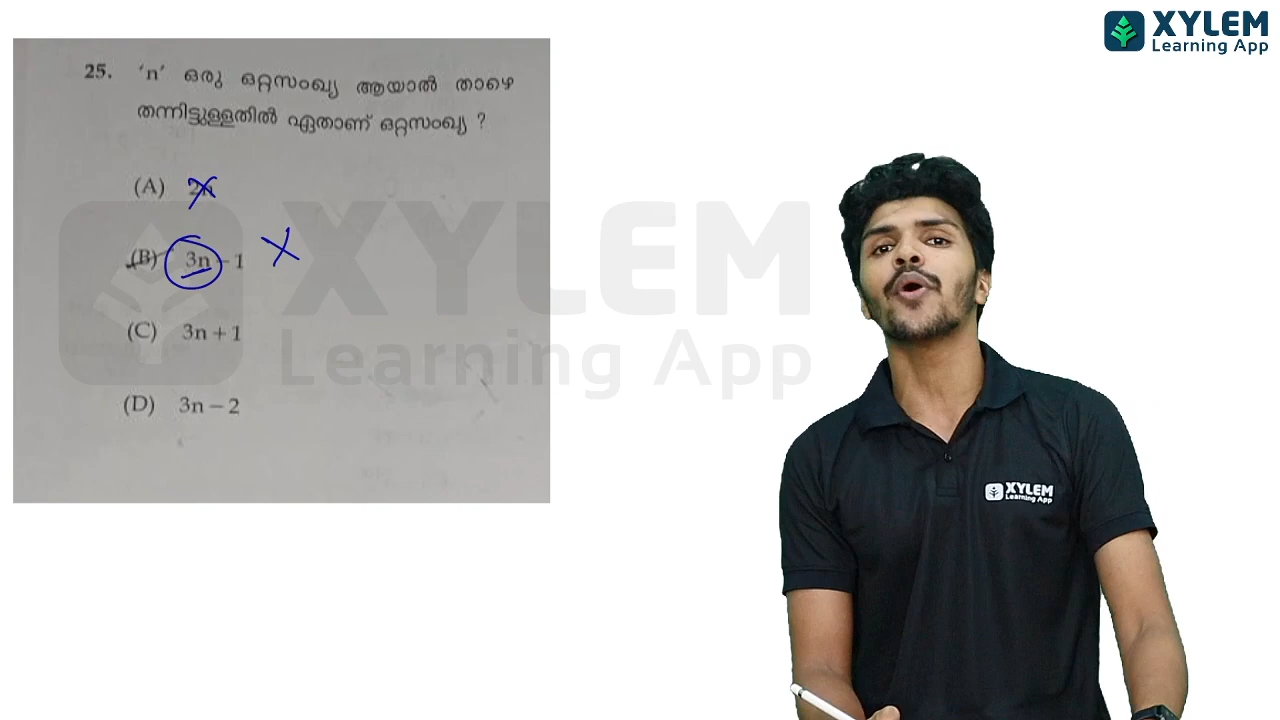 XYLEM
Learning App
25. ‘n’ ഒരു ഒറ്റസംഖ്യ ആയാൽ താഴെ
തന്നിട്ടുള്ളതിൽ ഏതാണ് ഒറ്റസംഖ്യ ?
(A) 2n
(B) 3n – 1
(C) 3n + 1
(D) 3n – 2
XYLEM
Learning App
XYLEM
Learning App